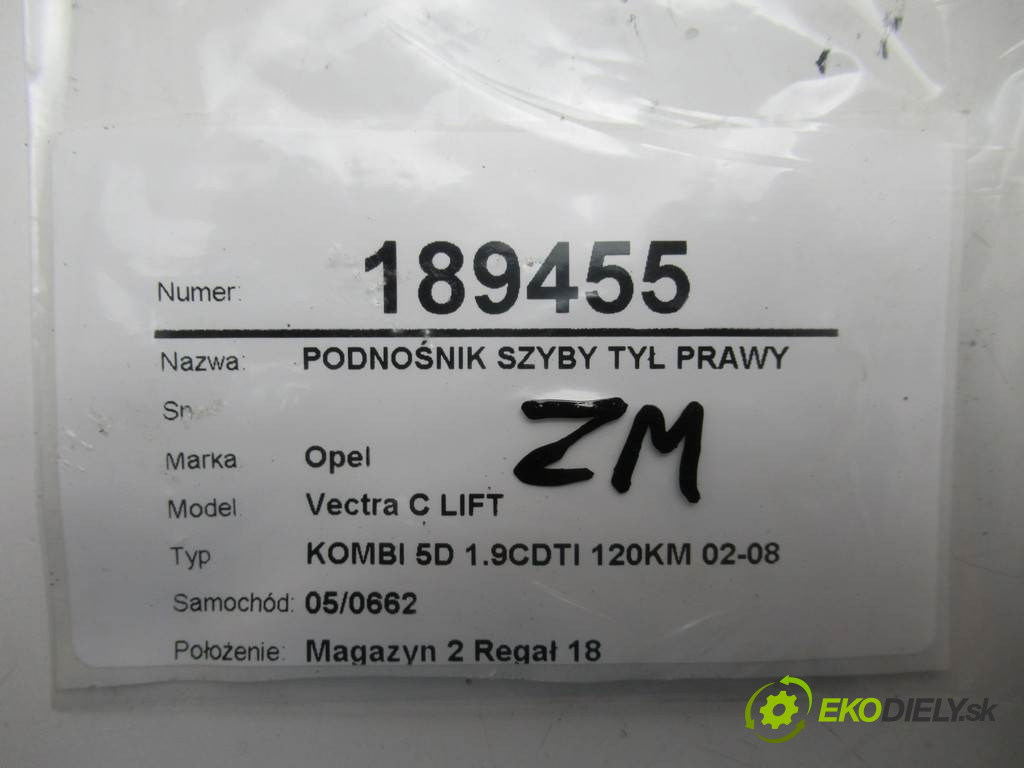 Numer: 189455
Nazwa: PODNOŚNIK SZYBY TYŁ PRAWY
Sn
ZM
Marka Opel
Model Vectra C LIFT
Typ KOMBI 5D 1.9CDTI 120KM 02-08
Samochód: 05/0662
Położenie: Magazyn 2 Regał 18
EKODIELY.sk